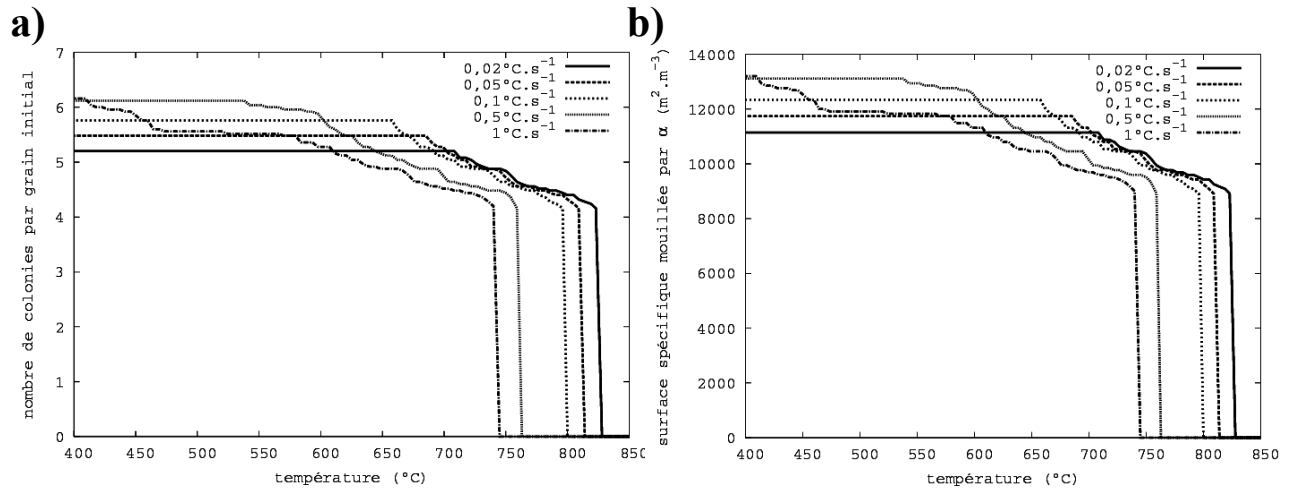 a)
nombre de colonies par grain initial
7
6
5
4
3
2
1
0
0,02°C.s⁻¹
0,05°C.s⁻¹
0,1°C.s⁻¹
0,5°C.s⁻¹
1°C.s⁻¹
400 450 500 550 600 650 700 750 800 850
température (°C)
b)
surface spécifique mouillée par α (m².m⁻³)
14000
12000
10000
8000
6000
4000
2000
0
0,02°C.s⁻¹
0,05°C.s⁻¹
0,1°C.s⁻¹
0,5°C.s⁻¹
1°C.s⁻¹
400 450 500 550 600 650 700 750 800 850
température (°C)